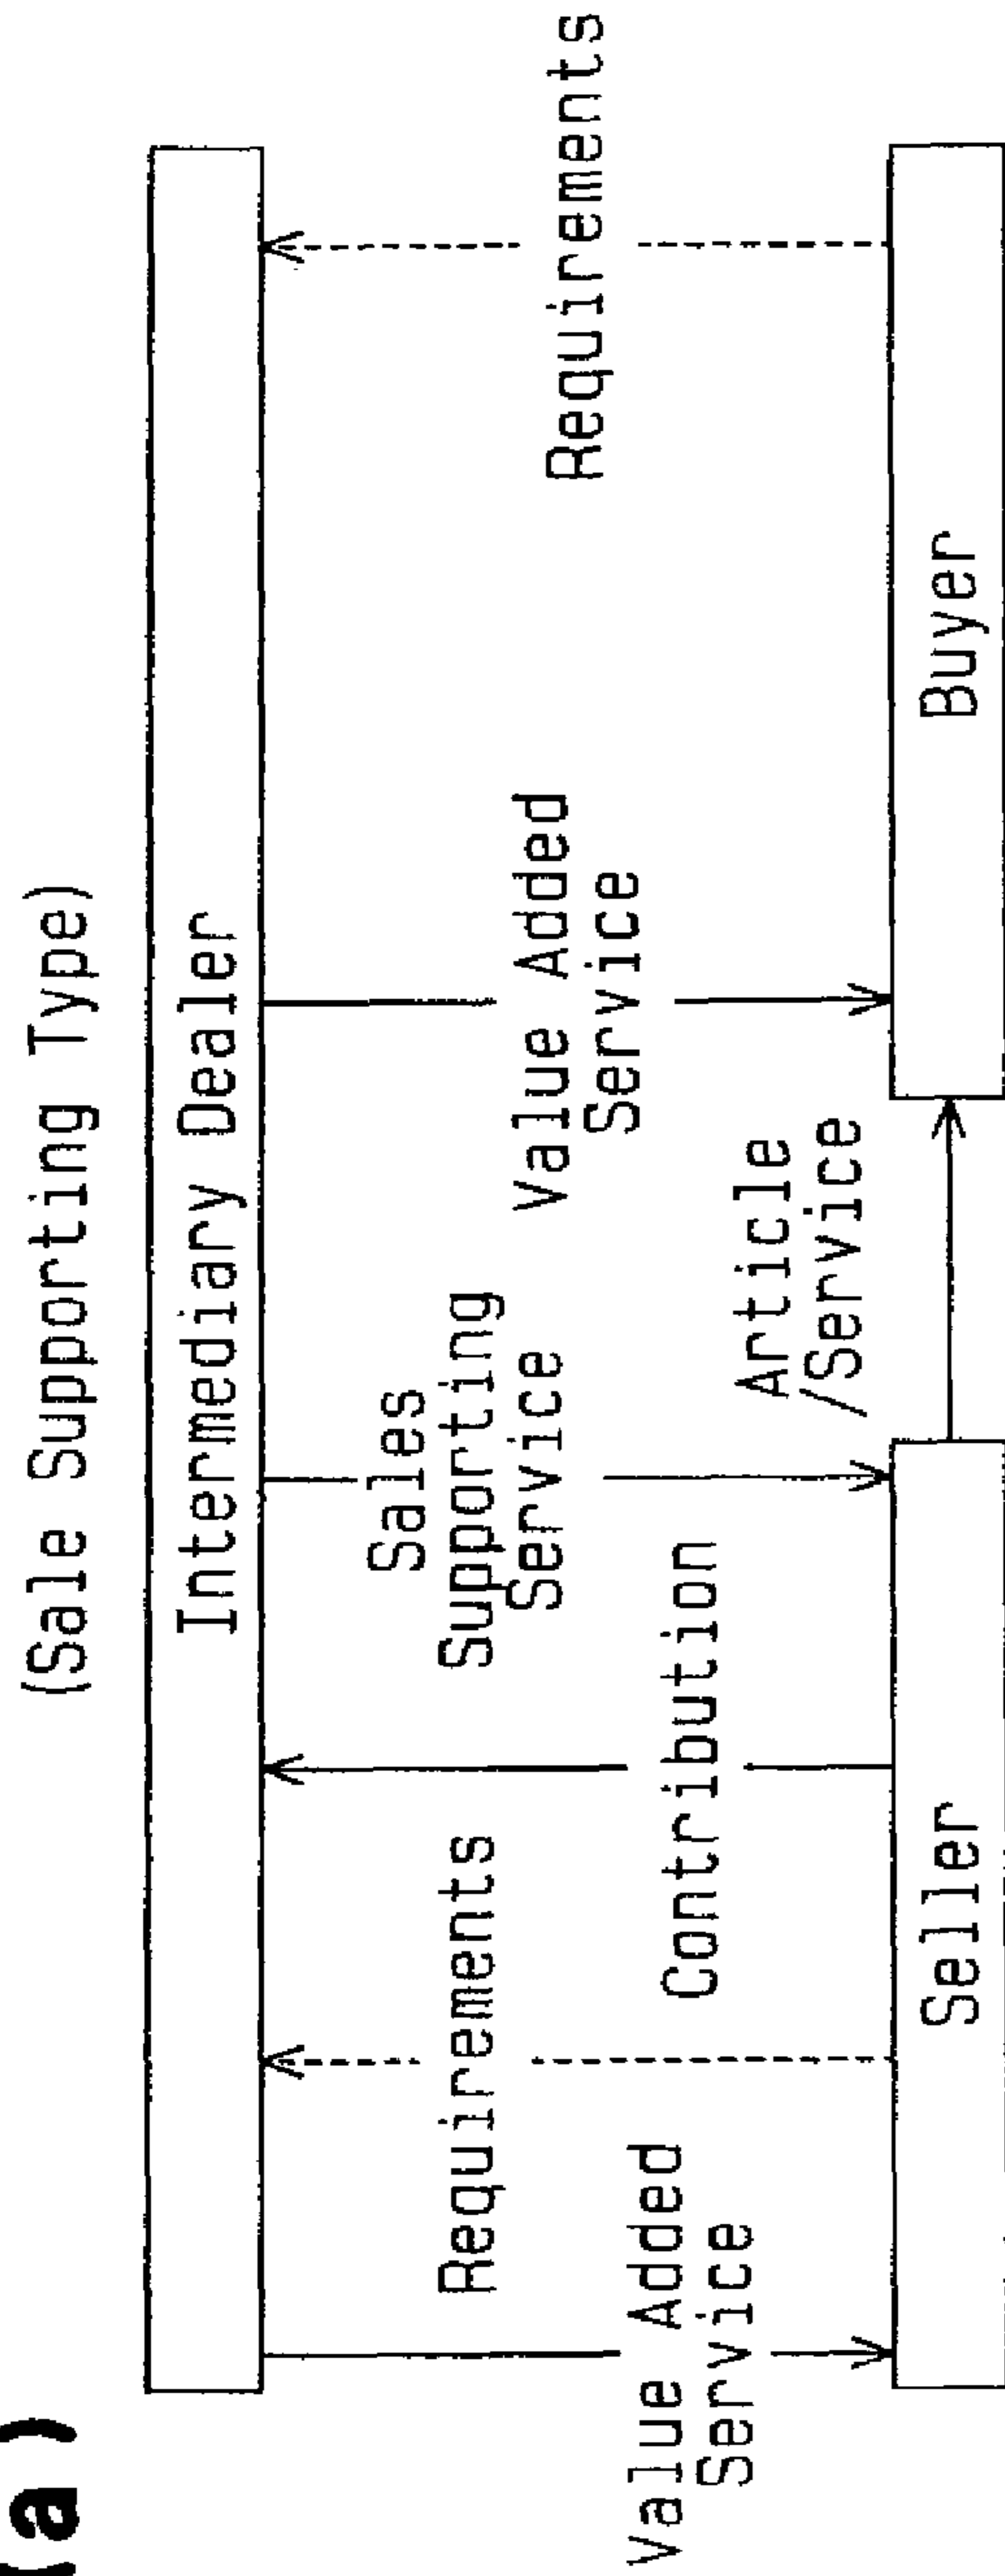 (a)
(Sale Supporting Type)
Intermediary Dealer
Value Added
Service
Requirements
Contribution
Sales
Supporting
Service
Value Added
Service
Requirements
Article
/Service
Seller
Buyer